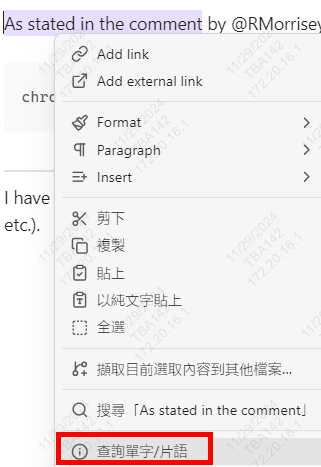 As stated in the comment by @RMorrisey
Add link
Add external link
chro
Format
Paragraph
Insert
I have
etc.).
剪下
複製
貼上
以純文字貼上
全選
擷取目前選取內容到其他檔案...
搜尋「As stated in the comment」
查詢單字/片語
11/29/2024
TBA142
172.20.16.1